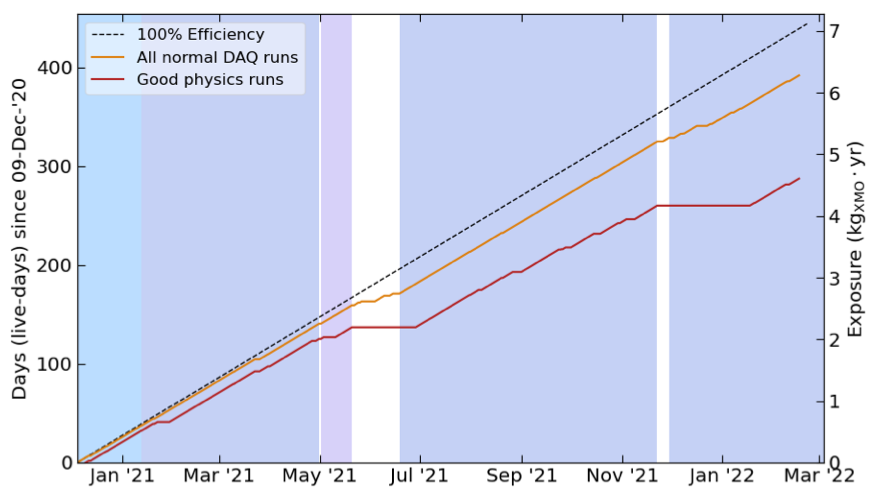 100% Efficiency
All normal DAQ runs
Good physics runs
Days (live-days) since 09-Dec-'20
400
300
200
100
0
7
6
5
4
3
2
1
0
Exposure (kgXMO · yr)
Jan '21 Mar '21 May '21 Jul '21 Sep '21 Nov '21 Jan '22 Mar '22